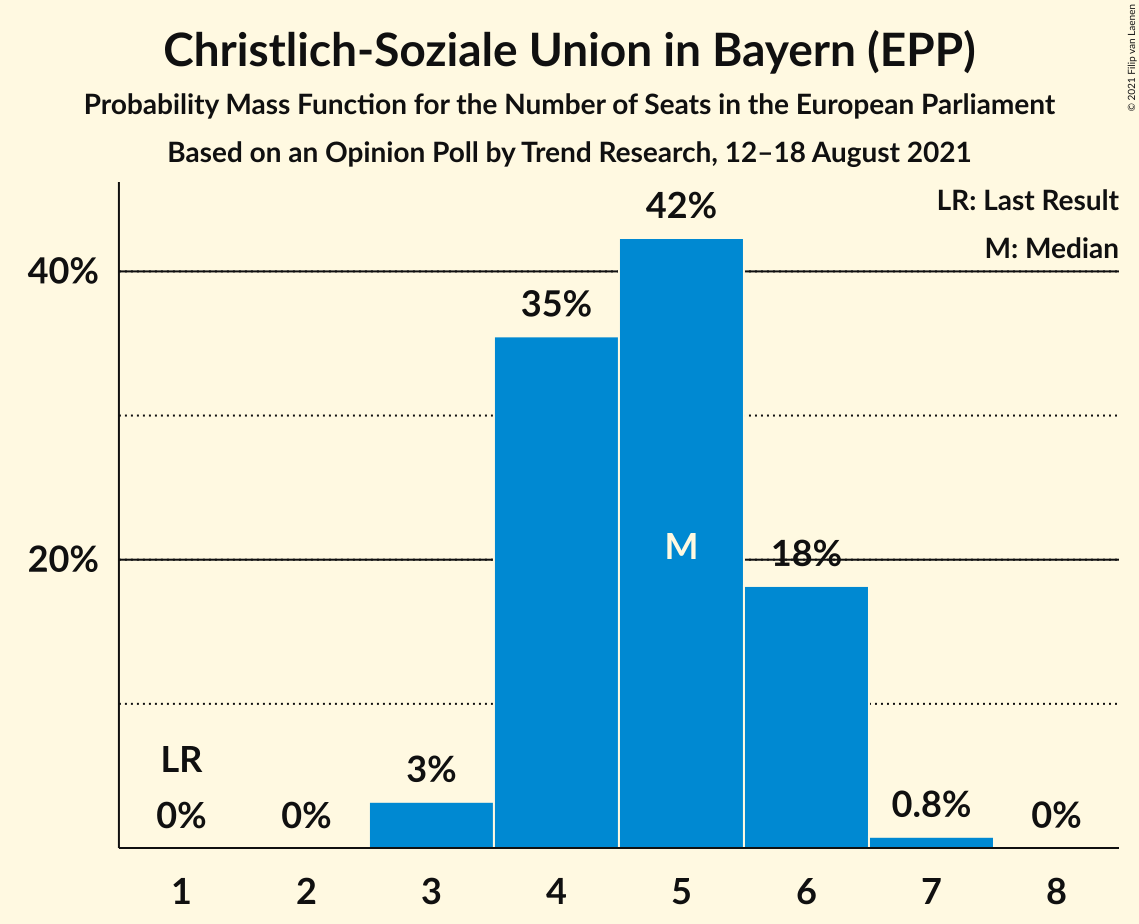 Christlich-Soziale Union in Bayern (EPP)
Probability Mass Function for the Number of Seats in the European Parliament
Based on an Opinion Poll by Trend Research, 12–18 August 2021
© 2021 Filip van Laenen
LR: Last Result
M: Median
42%
40%
35%
M
18%
20%
LR
3%
0.8%
0%
0%
0%
1 2 3 4 5 6 7 8